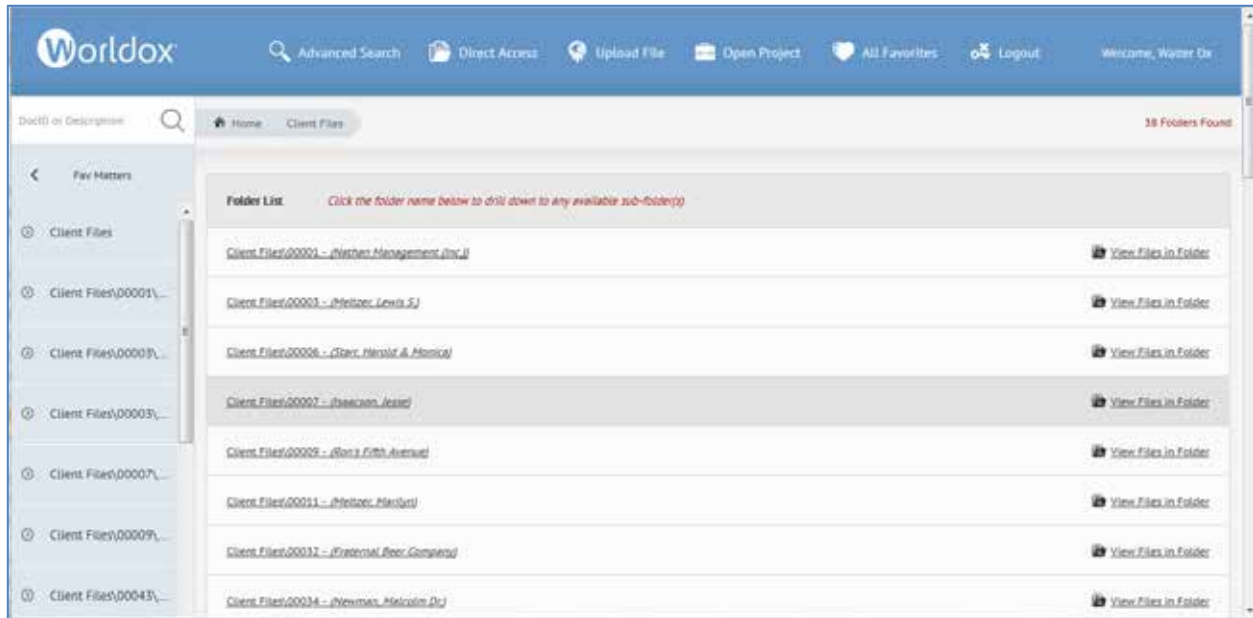 Worldox
Advanced Search Direct Access Upload File Open Project All Favorites Logout Welcome, Walter Ox
DocID or Description Home Client Files 38 Folders Found
Fav Matters
Folder List Click the folder name below to drill down to any available sub-folder(s)
Client Files
Client Files\00001 - (Nathan Management (Inc.)) View Files in Folder
Client Files\00001\...
Client Files\00003 - (Meltzer, Lewis S.) View Files in Folder
Client Files\00003\...
Client Files\00006 - (Starr, Harold & Monica) View Files in Folder
Client Files\00007 - (Isaacson, Jesse) View Files in Folder
Client Files\00003\...
Client Files\00009 - (Ron's Fifth Avenue) View Files in Folder
Client Files\00007\...
Client Files\00011 - (Meltzer, Marilyn) View Files in Folder
Client Files\00009\...
Client Files\00032 - (Fraternal Beer Company) View Files in Folder
Client Files\00043\...
Client Files\00034 - (Newman, Malcolm Dr.) View Files in Folder